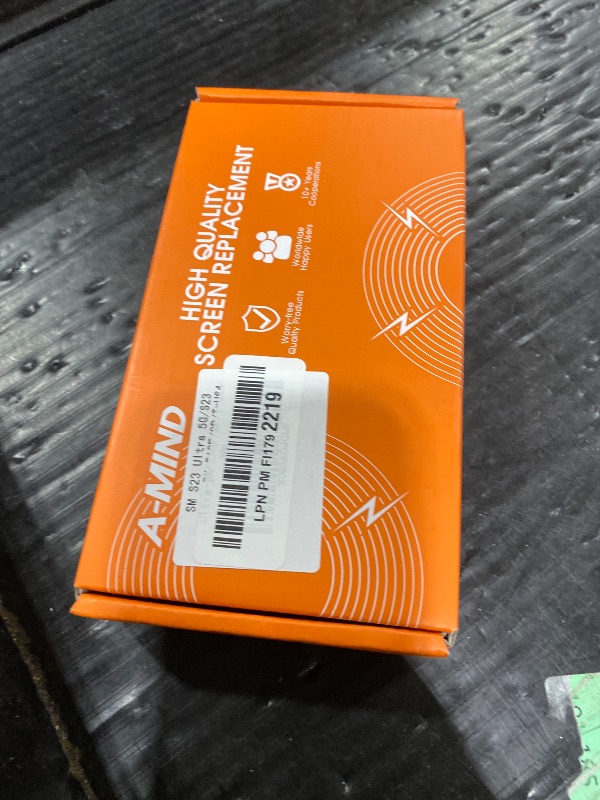 A-MIND
HIGH QUALITY
SCREEN REPLACEMENT
Worry-free
Quality Products
Worldwide
Happy Users
10+ Years
Cooperations
SM S23 Ultra 5G/S23
LPN PM FI179 2219